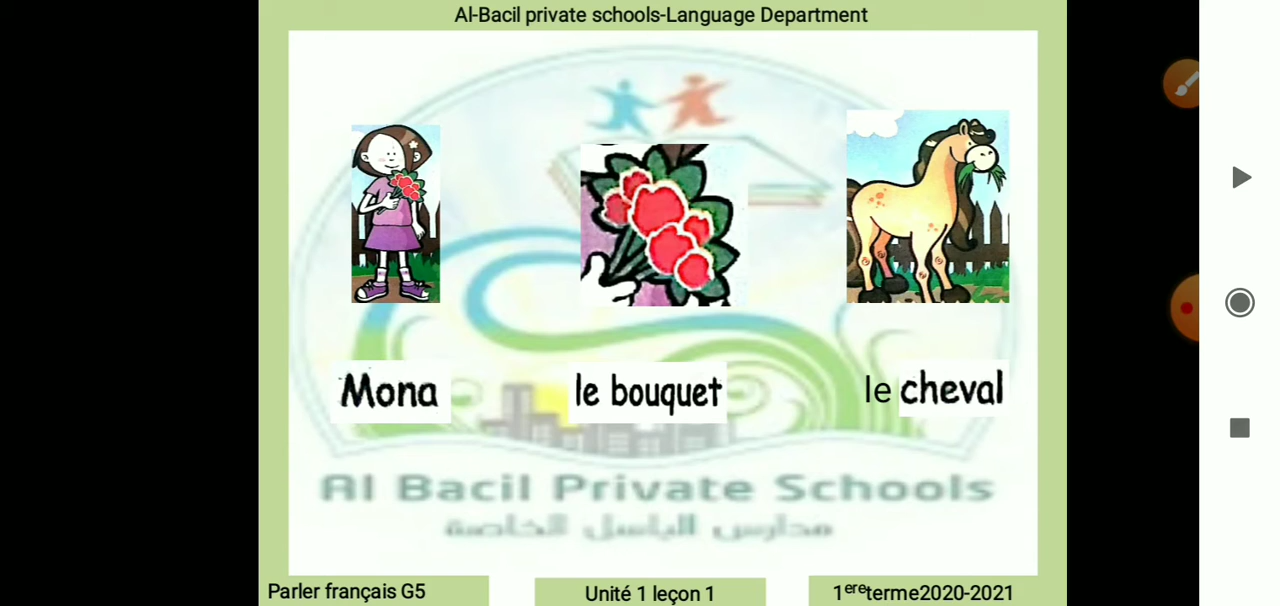 Al-Bacil private schools-Language Department
Mona
le bouquet
le cheval
Al Bacil Private Schools
مدارس الباسل الخاصة
Parler français G5
Unité 1 leçon 1
1ereterme2020-2021